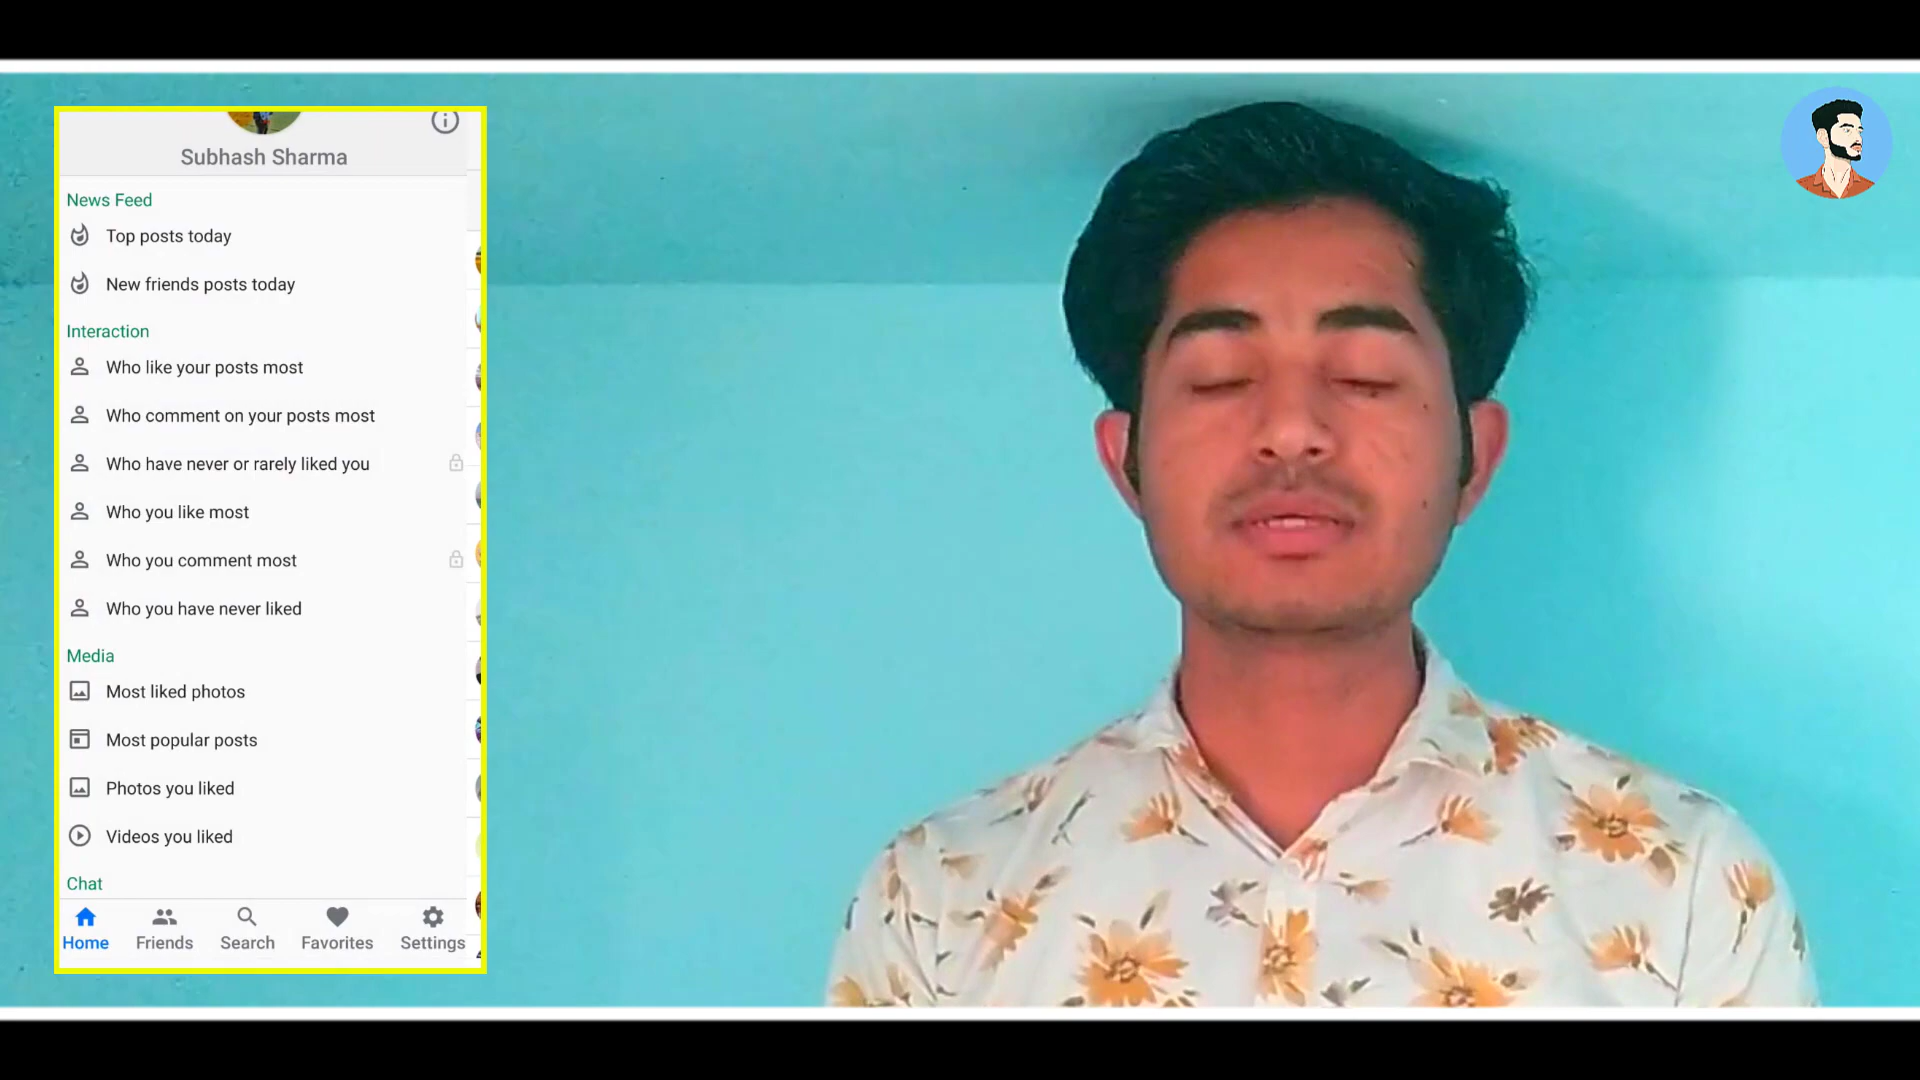 Subhash Sharma
News Feed
Top posts today
New friends posts today
Interaction
Who like your posts most
Who comment on your posts most
Who have never or rarely liked you
Who you like most
Who you comment most
Who you have never liked
Media
Most liked photos
Most popular posts
Photos you liked
Videos you liked
Chat
Home Friends Search Favorites Settings